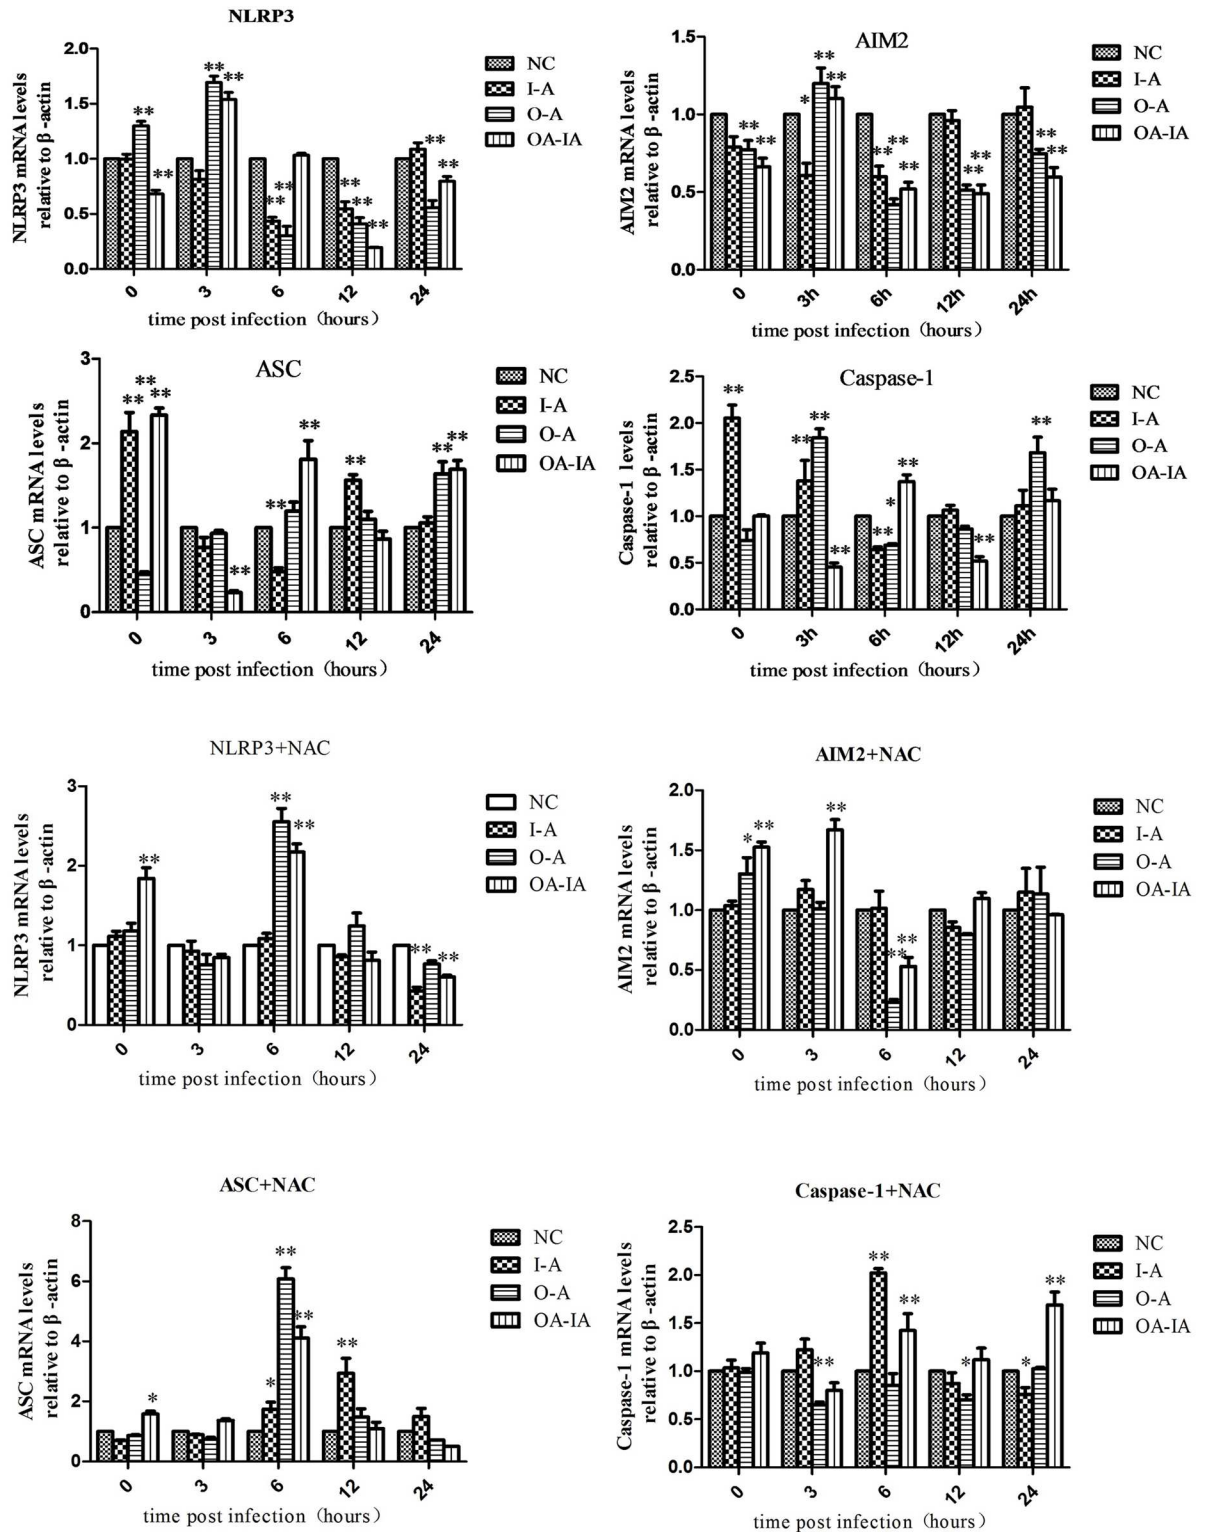 NLRP3
NLRP3 mRNA levels
relative to β -actin
2.0
1.5
1.0
0.5
0.0
**
**
**
**
**
**
**
**
**
**
**
0
3
6
12
24
time post infection (hours)
NC
I-A
O-A
OA-IA
AIM2
AIM2 mRNA levels
relative to β -actin
1.5
1.0
0.5
0.0
**
**
*
**
**
**
**
**
**
**
**
**
0
3h
6h
12h
24h
time post infection (hours)
NC
I-A
O-A
OA-IA
ASC
ASC mRNA levels
relative to β -actin
3
2
1
0
**
**
**
**
**
**
**
**
**
0
3
6
12
24
time post infection (hours)
NC
I-A
O-A
OA-IA
Caspase-1
Caspase-1 levels
relative to β -actin
2.5
2.0
1.5
1.0
0.5
0.0
**
**
**
**
**
*
**
**
**
0
3h
6h
12h
24h
time post infection (hours)
NC
I-A
O-A
OA-IA
NLRP3+NAC
NLRP3 mRNA levels
relative to β -actin
3
2
1
0
**
**
**
**
**
0
3
6
12
24
time post infection (hours)
NC
I-A
O-A
OA-IA
AIM2+NAC
AIM2 mRNA levels
relative to β -actin
2.0
1.5
1.0
0.5
0.0
*
**
**
**
**
0
3
6
12
24
time post infection (hours)
NC
I-A
O-A
OA-IA
ASC+NAC
ASC mRNA levels
relative to β -actin
8
6
4
2
0
*
*
**
**
**
0
3
6
12
24
time post infection (hours)
NC
I-A
O-A
OA-IA
Caspase-1+NAC
Caspase-1 mRNA levels
relative to β -actin
2.5
2.0
1.5
1.0
0.5
0.0
**
**
**
*
*
**
0
3
6
12
24
time post infection (hours)
NC
I-A
O-A
OA-IA